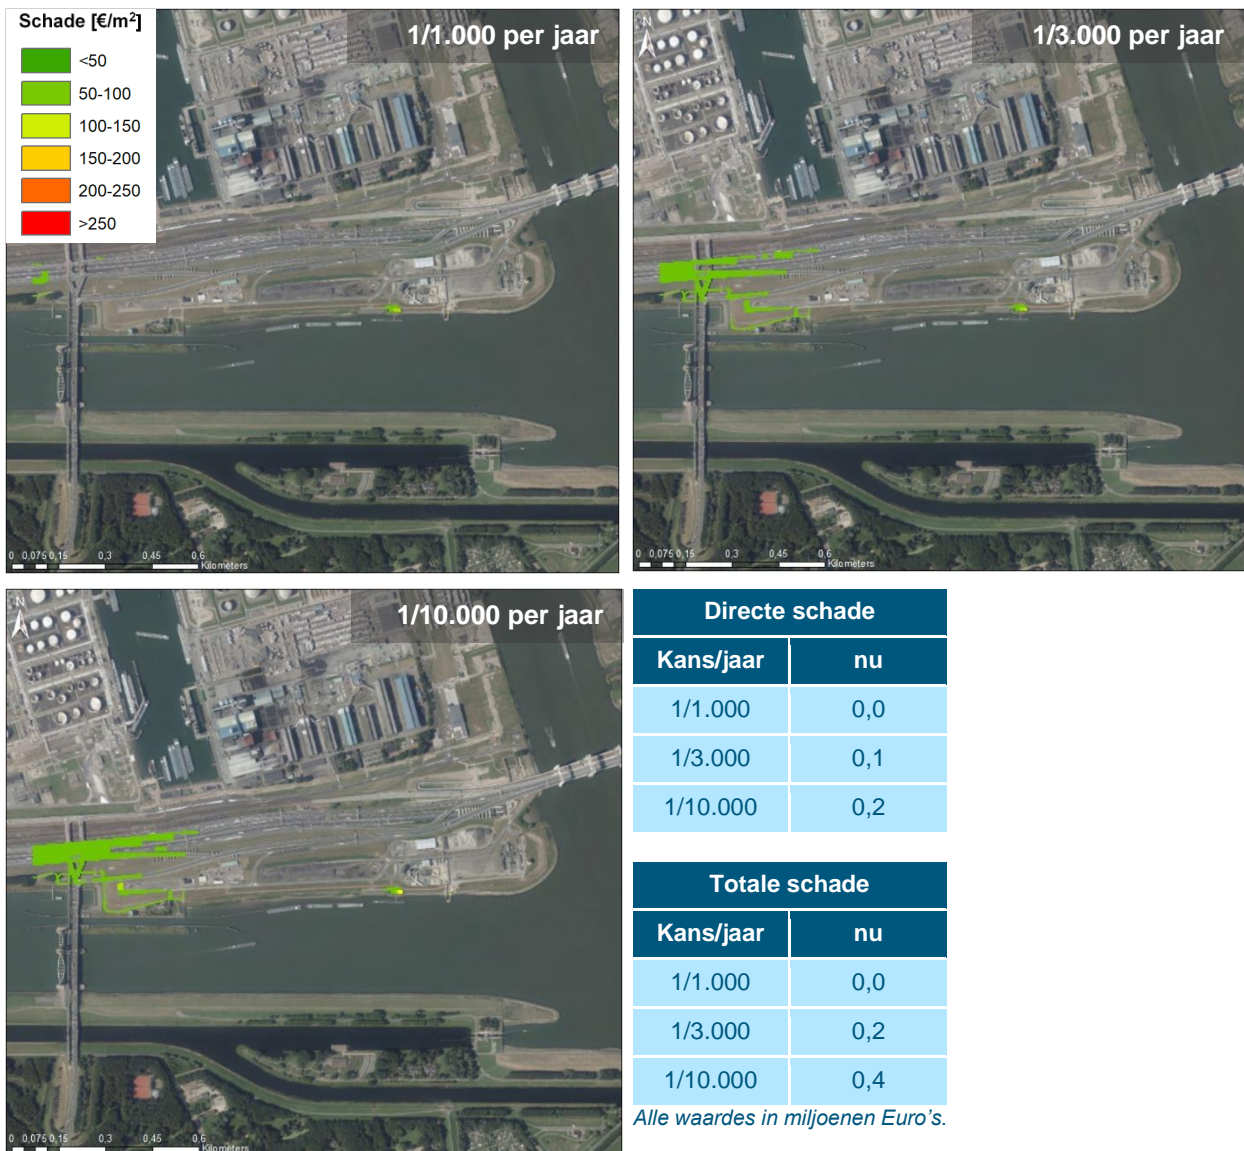 Schade [€/m²]
<50
50-100
100-150
150-200
200-250
>250
1/1.000 per jaar
0 0,075 0,15 0,3 0,45 0,6
Kilometers
N
1/3.000 per jaar
0 0,075 0,15 0,3 0,45 0,6
Kilometers
N
1/10.000 per jaar
0 0,075 0,15 0,3 0,45 0,6
Kilometers
Directe schade
Kans/jaar nu
1/1.000 0,0
1/3.000 0,1
1/10.000 0,2
Totale schade
Kans/jaar nu
1/1.000 0,0
1/3.000 0,2
1/10.000 0,4
Alle waardes in miljoenen Euro's.